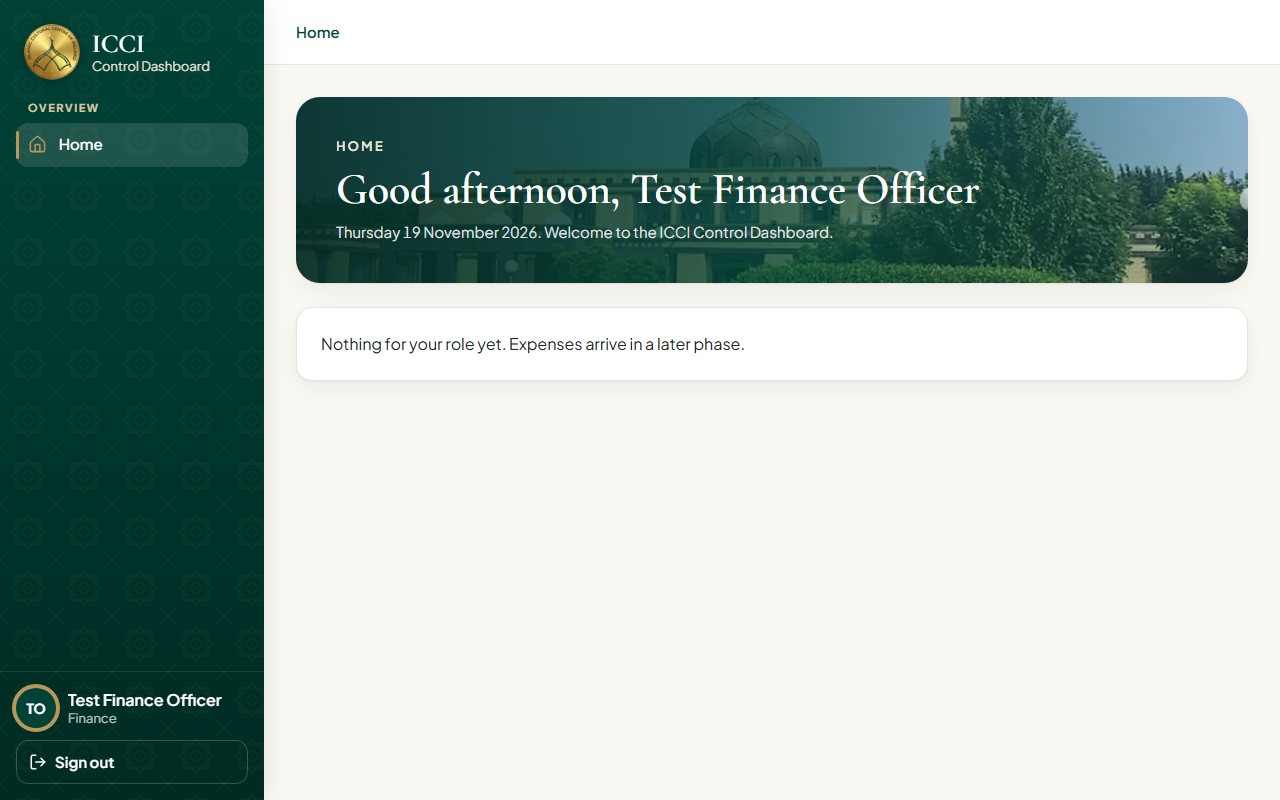 ICCI
Control Dashboard
OVERVIEW
Home
Test Finance Officer
TO
Finance
Sign out
Home
HOME
Good afternoon, Test Finance Officer
Thursday 19 November 2026. Welcome to the ICCI Control Dashboard.
Nothing for your role yet. Expenses arrive in a later phase.